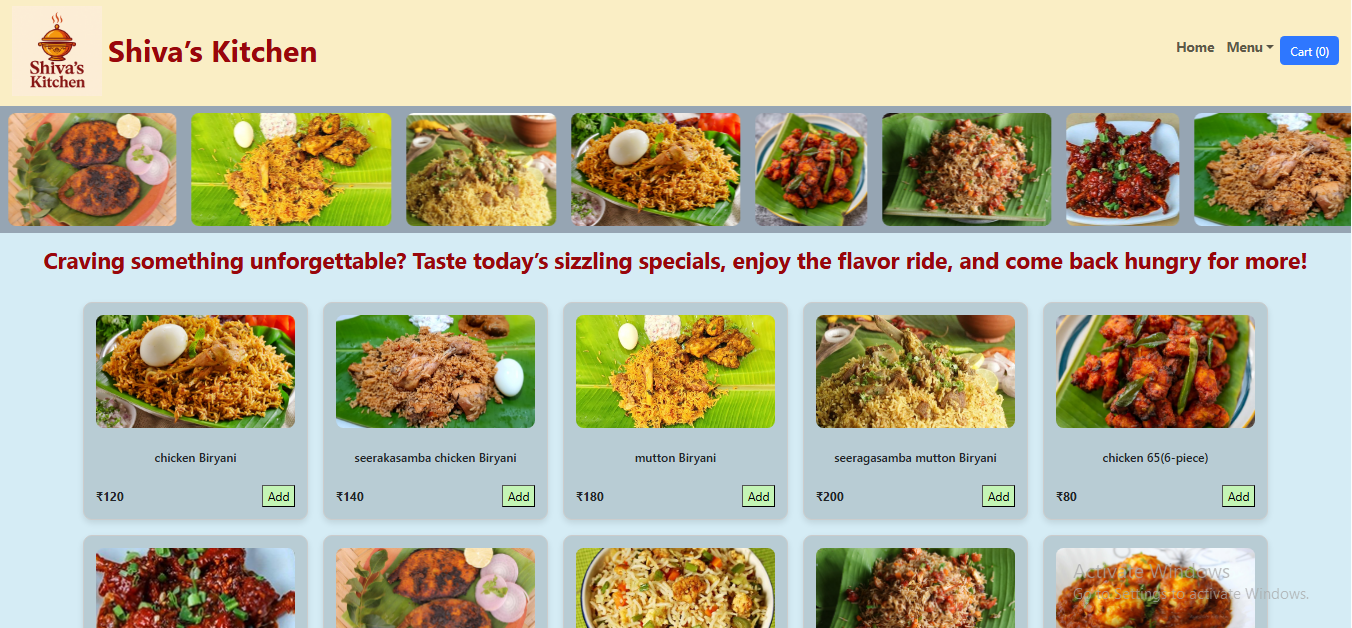 Shiva's
Kitchen
Shiva’s Kitchen
Home Menu Cart (0)
Craving something unforgettable? Taste today’s sizzling specials, enjoy the flavor ride, and come back hungry for more!
chicken Biryani
₹120 Add
seerakasamba chicken Biryani
₹140 Add
mutton Biryani
₹180 Add
seeragasamba mutton Biryani
₹200 Add
chicken 65(6-piece)
₹80 Add
Activate Windows
Go to Settings to activate Windows.